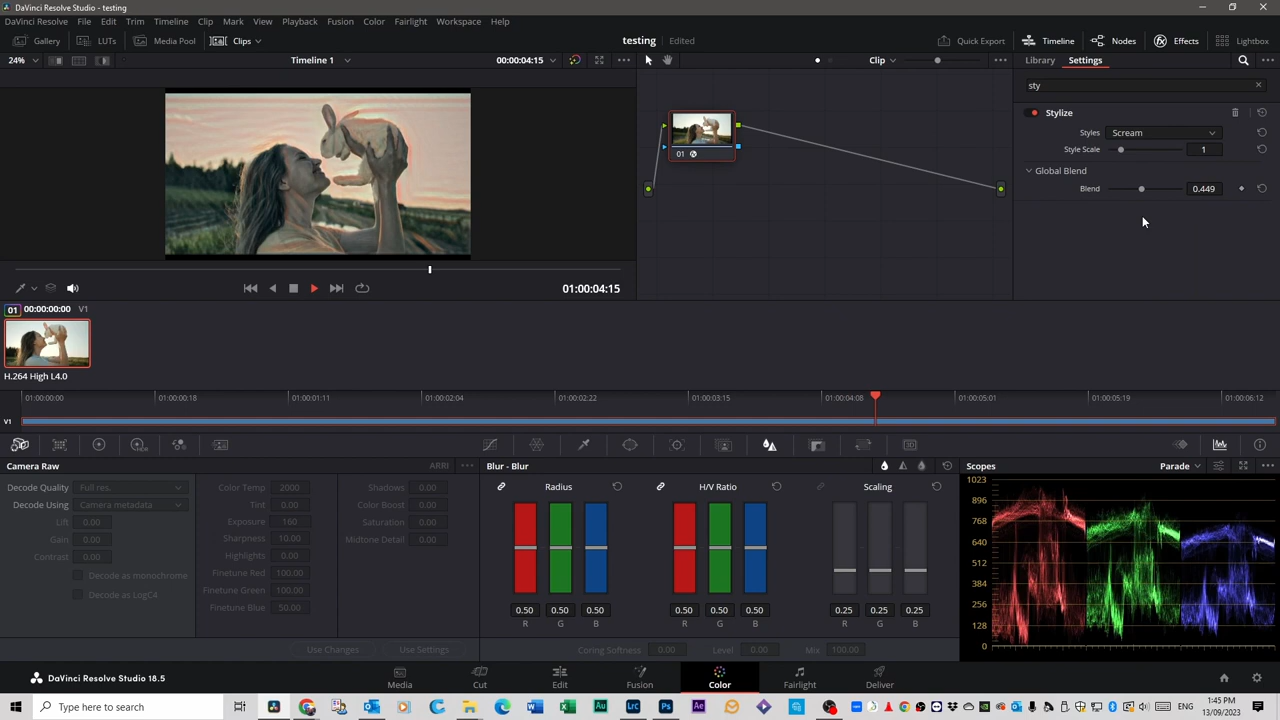 DaVinci Resolve Studio - testing
DaVinci Resolve File Edit Trim Timeline Clip Mark View Playback Fusion Color Fairlight Workspace Help
Gallery LUTs Media Pool Clips testing Edited Quick Export Timeline Nodes Effects Lightbox
24% Timeline 1 01:00:04:15 Clip Library Settings
sty
Stylize
Styles Scream
Style Scale 1
Global Blend
Blend 0.449
01
01:00:04:15
01 00:00:00:00 V1
H.264 High L4.0
01:00:00:00 01:00:00:18 01:00:01:11 01:00:02:04 01:00:02:22 01:00:03:15 01:00:04:08 01:00:05:01 01:00:05:19 01:00:06:12
V1
Camera Raw ARRI
Decode Quality Full res.
Decode Using Camera metadata
Lift 0.00
Gain 0.00
Contrast 0.00
Decode as monochrome
Decode as LogC4
Color Temp 2000
Tint 0.00
Exposure 160
Sharpness 10.00
Highlights 0.00
Finetune Red 100.00
Finetune Green 100.00
Finetune Blue 50.00
Shadows 0.00
Color Boost 0.00
Saturation 0.00
Midtone Detail 0.00
Use Changes Use Settings
Blur - Blur
Radius H/V Ratio Scaling
0.50 0.50 0.50 0.50 0.50 0.50 0.25 0.25 0.25
R G B R G B R G B
Coring Softness 0.00 Level 0.00 Mix 100.00
Scopes Parade
1023
896
768
640
512
384
256
128
0
DaVinci Resolve Studio 18.5
Media Cut Edit Fusion Color Fairlight Deliver
Type here to search
ENG
1:45 PM
13/09/2023